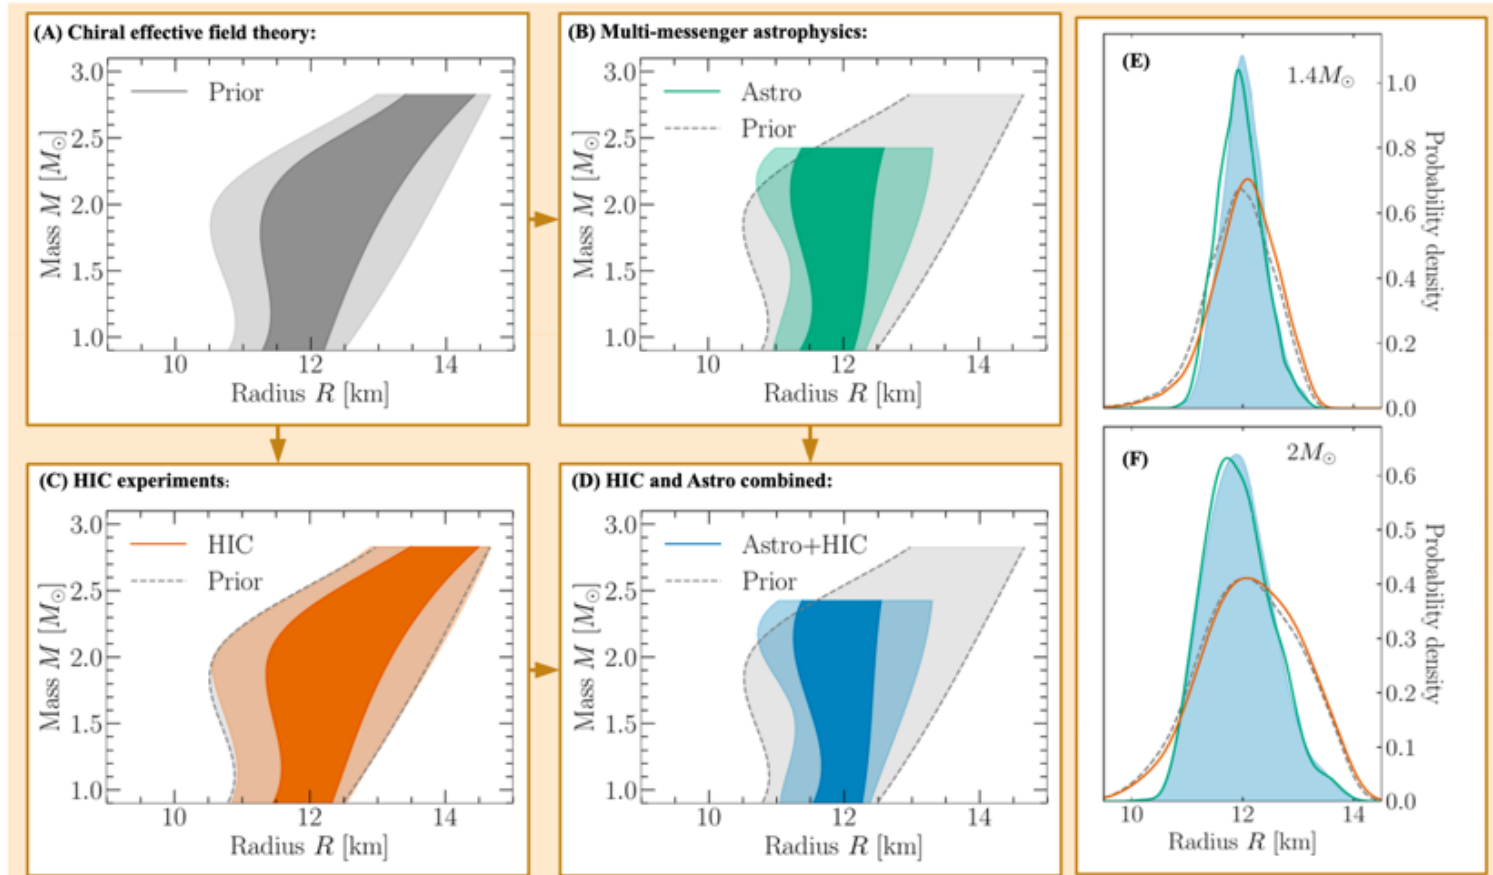 (A) Chiral effective field theory:
3.0
2.5
2.0
1.5
1.0
Mass M [M⊙]
Prior
10
12
14
Radius R [km]
(B) Multi-messenger astrophysics:
3.0
2.5
2.0
1.5
1.0
Mass M [M⊙]
Astro
Prior
10
12
14
Radius R [km]
(C) HIC experiments:
3.0
2.5
2.0
1.5
1.0
Mass M [M⊙]
HIC
Prior
10
12
14
Radius R [km]
(D) HIC and Astro combined:
3.0
2.5
2.0
1.5
1.0
Mass M [M⊙]
Astro+HIC
Prior
10
12
14
Radius R [km]
(E)
1.4M⊙
1.0
0.8
0.6
0.4
0.2
0.0
Probability density
(F)
2M⊙
0.6
0.5
0.4
0.3
0.2
0.1
0.0
Probability density
10
12
14
Radius R [km]